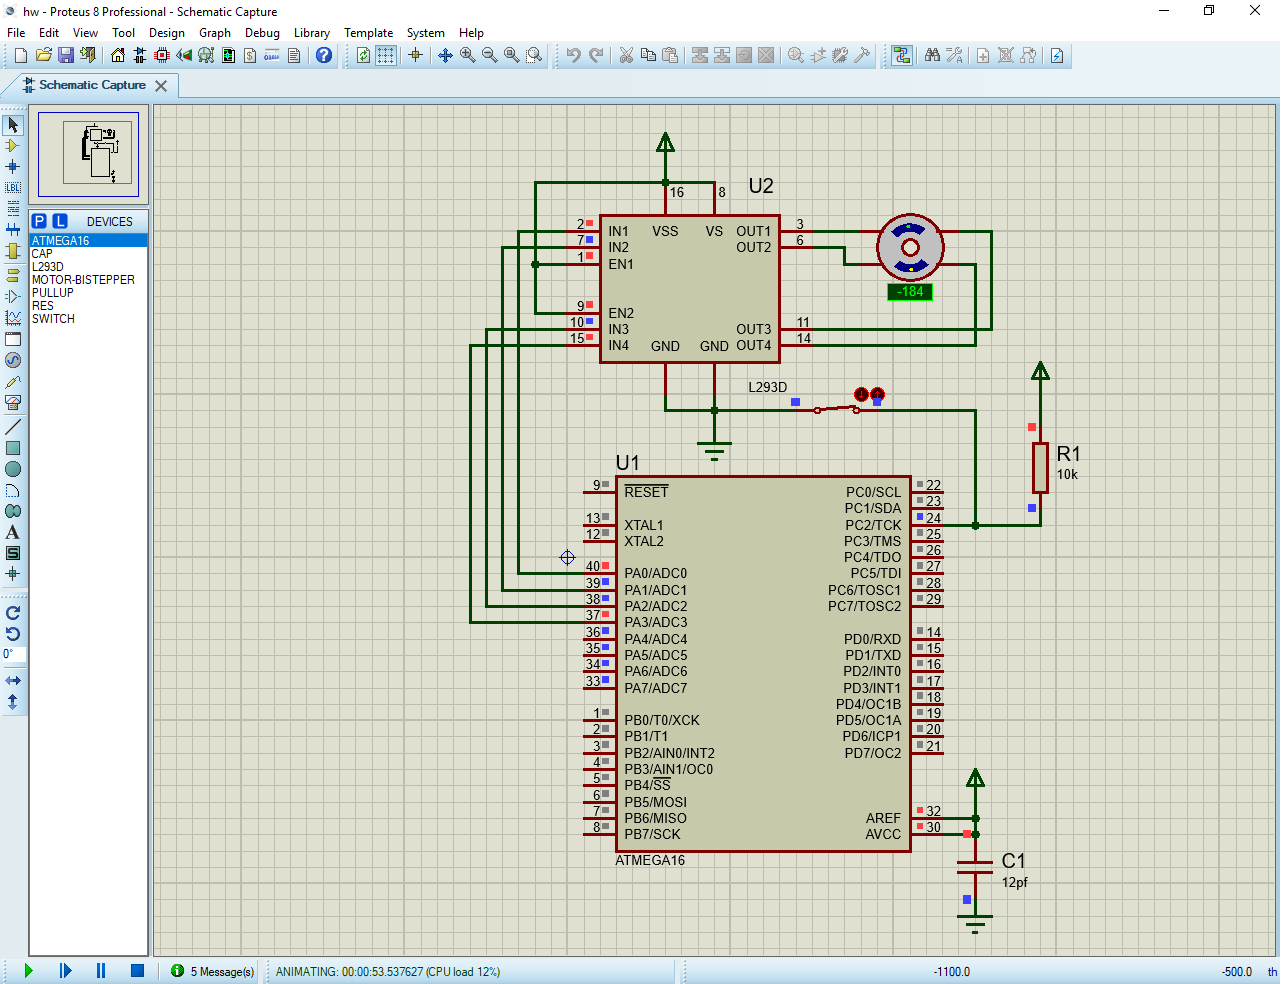 hw - Proteus 8 Professional - Schematic Capture
File Edit View Tool Design Graph Debug Library Template System Help
Schematic Capture
P L DEVICES
ATMEGA16
CAP
L293D
MOTOR-BISTEPPER
PULLUP
RES
SWITCH
LBL
A
S
0°
16 8 U2
2 IN1 VSS VS OUT1 3
7 IN2 OUT2 6
1 EN1
-184
9 EN2
10 IN3 OUT3 11
15 IN4 GND GND OUT4 14
L293D
R1
10k
U1
9 RESET PC0/SCL 22
PC1/SDA 23
13 XTAL1 PC2/TCK 24
12 XTAL2 PC3/TMS 25
PC4/TDO 26
40 PA0/ADC0 PC5/TDI 27
39 PA1/ADC1 PC6/TOSC1 28
38 PA2/ADC2 PC7/TOSC2 29
37 PA3/ADC3
36 PA4/ADC4 PD0/RXD 14
35 PA5/ADC5 PD1/TXD 15
34 PA6/ADC6 PD2/INT0 16
33 PA7/ADC7 PD3/INT1 17
PD4/OC1B 18
1 PB0/T0/XCK PD5/OC1A 19
2 PB1/T1 PD6/ICP1 20
3 PB2/AIN0/INT2 PD7/OC2 21
4 PB3/AIN1/OC0
5 PB4/SS
6 PB5/MOSI
7 PB6/MISO AREF 32
8 PB7/SCK AVCC 30
ATMEGA16
C1
12pf
5 Message(s) ANIMATING: 00:00:53.537627 (CPU load 12%) -1100.0 -500.0 th